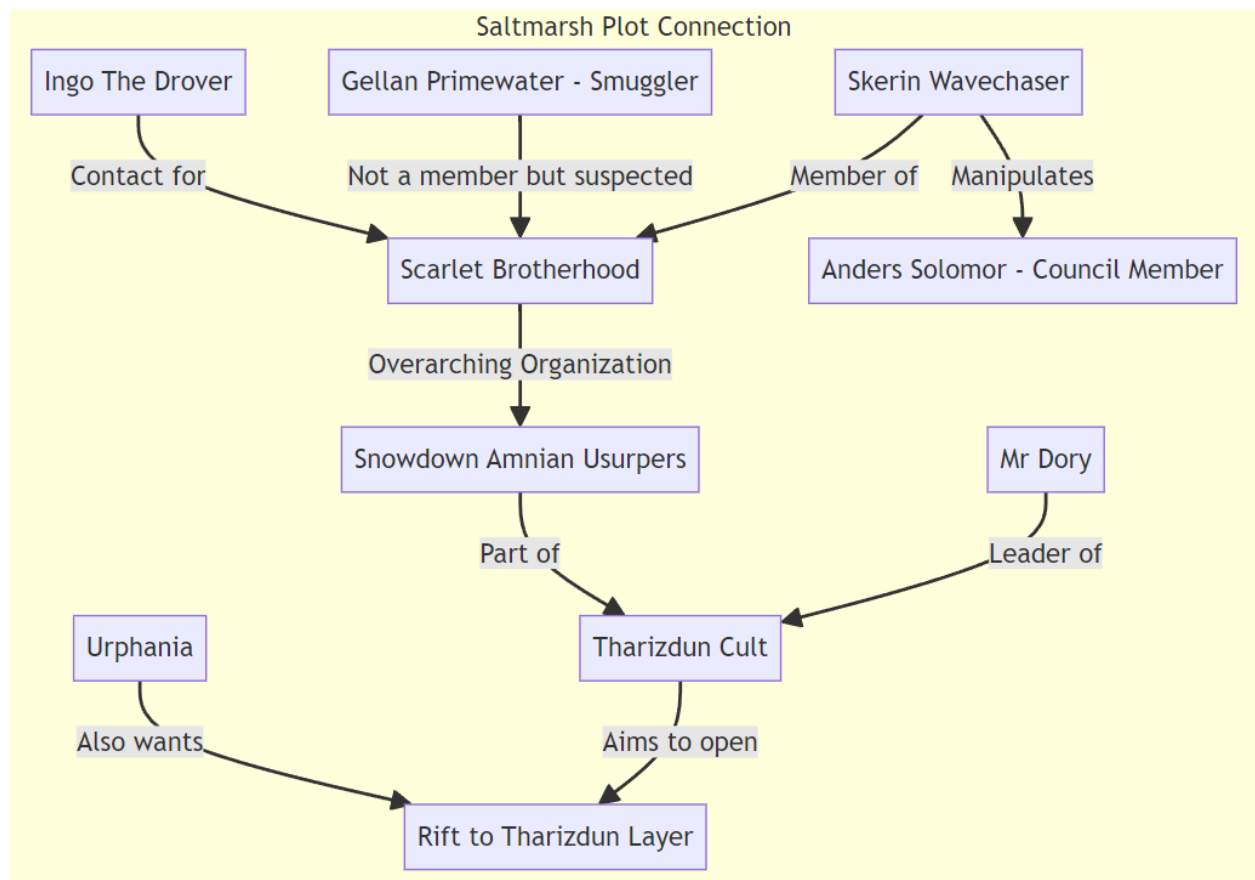 Saltmarsh Plot Connection
Ingo The Drover
Gellan Primewater - Smuggler
Skerin Wavechaser
Contact for
Not a member but suspected
Member of
Manipulates
Scarlet Brotherhood
Anders Solomor - Council Member
Overarching Organization
Snowdown Amnian Usurpers
Mr Dory
Part of
Leader of
Urphania
Tharizdun Cult
Also wants
Aims to open
Rift to Tharizdun Layer